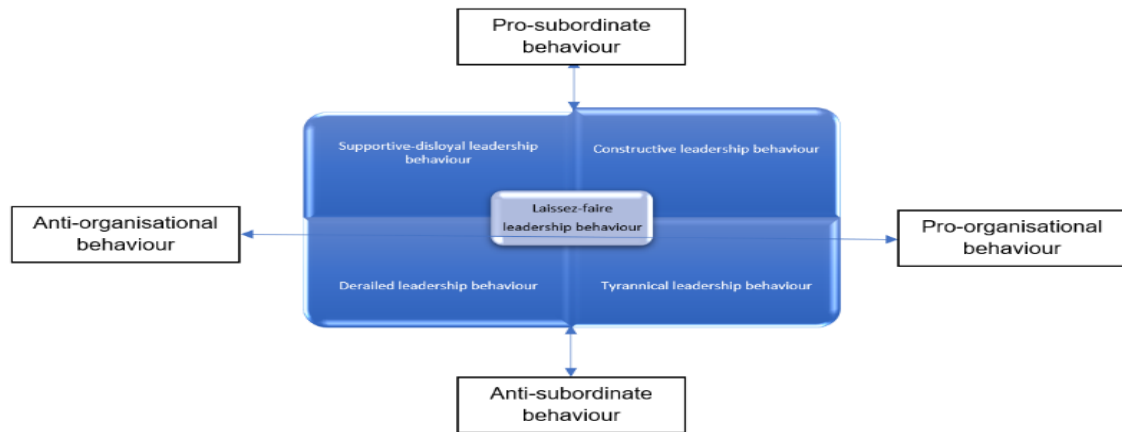 Pro-subordinate
behaviour
Supportive-disloyal leadership
behaviour
Constructive leadership behaviour
Laissez-faire
leadership behaviour
Anti-organisational
behaviour
Pro-organisational
behaviour
Derailed leadership behaviour
Tyrannical leadership behaviour
Anti-subordinate
behaviour